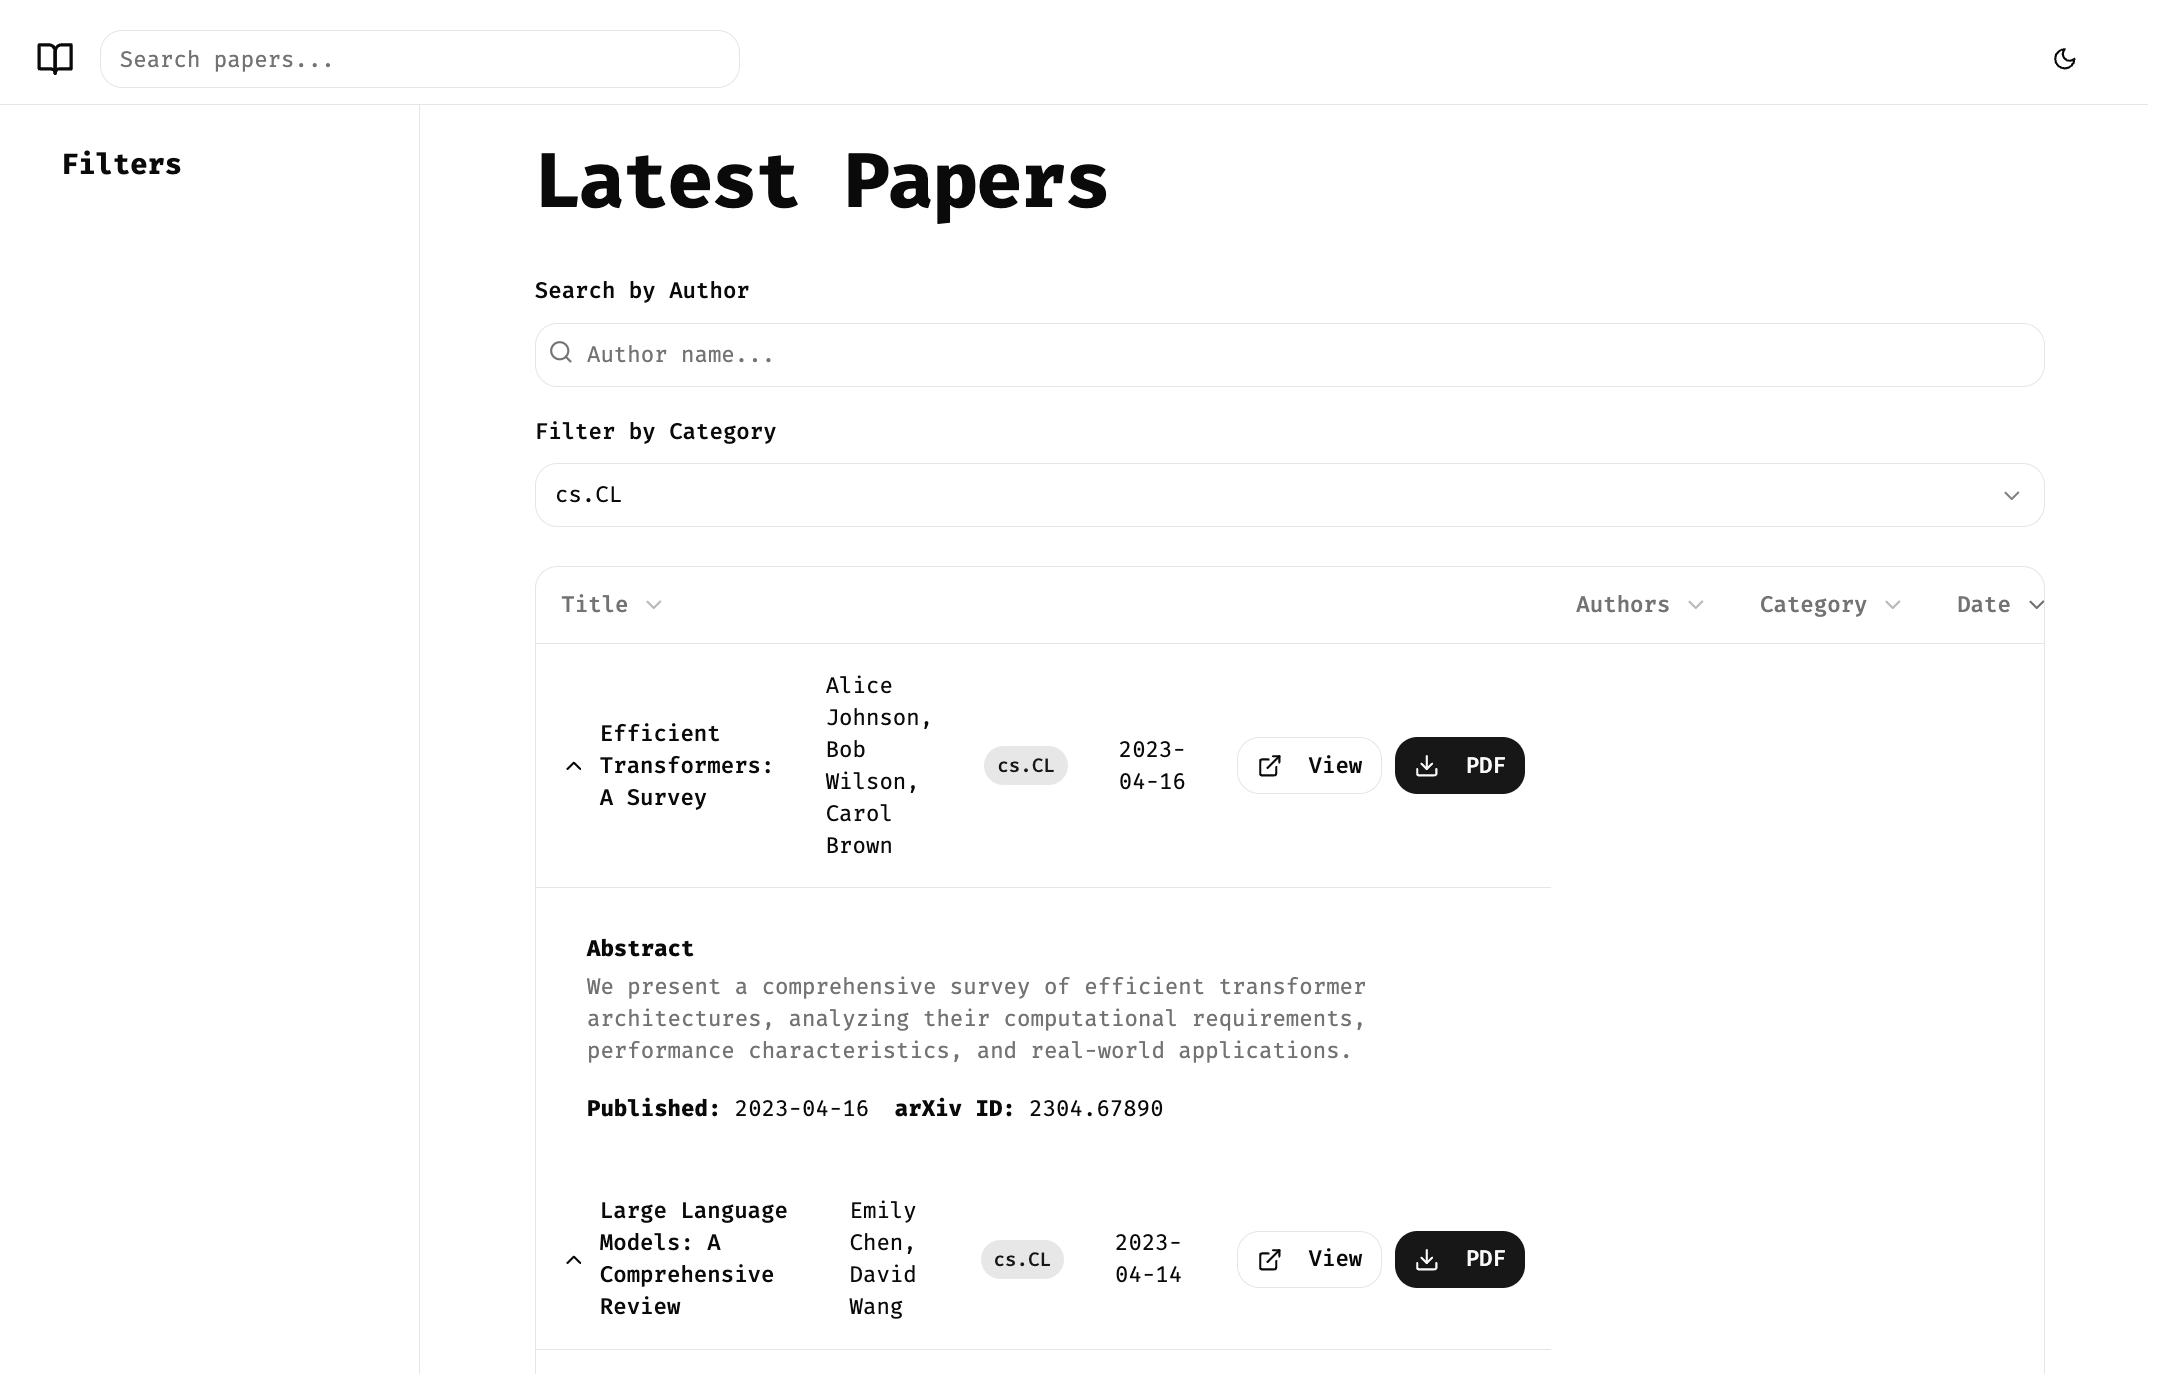 Search papers...
Filters
Latest Papers
Search by Author
Author name...
Filter by Category
cs.CL
Title Authors Category Date
Efficient
Transformers:
A Survey
Alice
Johnson,
Bob
Wilson,
Carol
Brown
cs.CL
2023-
04-16
View
PDF
Abstract
We present a comprehensive survey of efficient transformer
architectures, analyzing their computational requirements,
performance characteristics, and real-world applications.
Published: 2023-04-16 arXiv ID: 2304.67890
Large Language
Models: A
Comprehensive
Review
Emily
Chen,
David
Wang
cs.CL
2023-
04-14
View
PDF